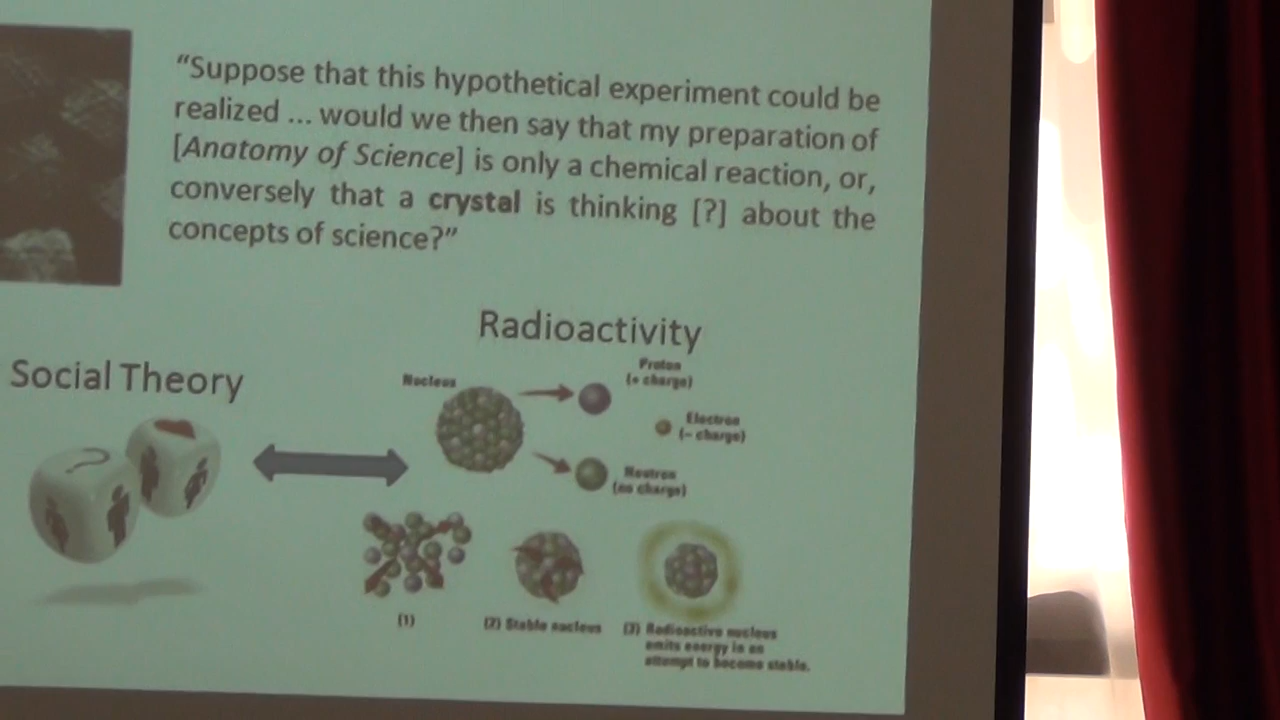 “Suppose that this hypothetical experiment could be
realized ... would we then say that my preparation of
[Anatomy of Science] is only a chemical reaction, or,
conversely that a crystal is thinking [?] about the
concepts of science?”
Radioactivity
Social Theory
Nucleus
Proton
(+ charge)
Electron
(– charge)
Neutron
(no charge)
?
(1)
(2) Stable nucleus
(3) Radioactive nucleus
emits energy in an
attempt to become stable.